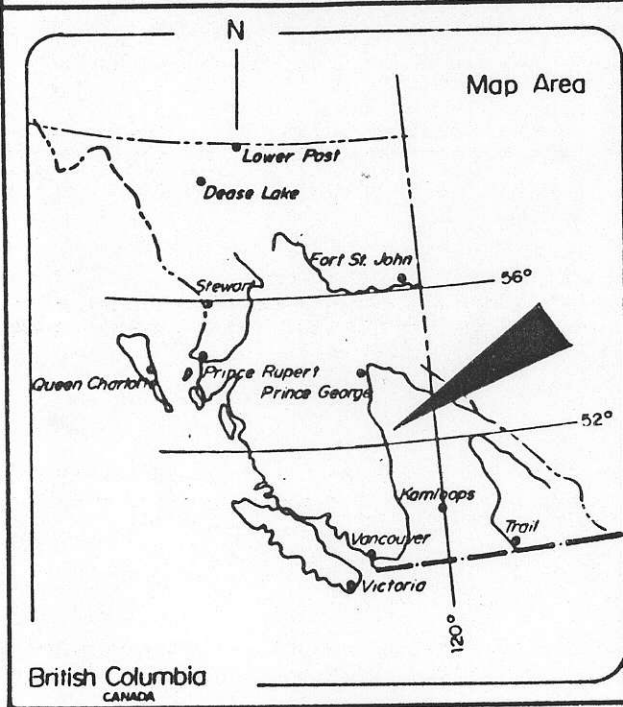 N
Map Area
Lower Post
Dease Lake
Fort St. John
Stewart
56°
Prince Rupert
Queen Charlotte
Prince George
52°
Kamloops
Vancouver
Trail
Victoria
120°
British Columbia
CANADA